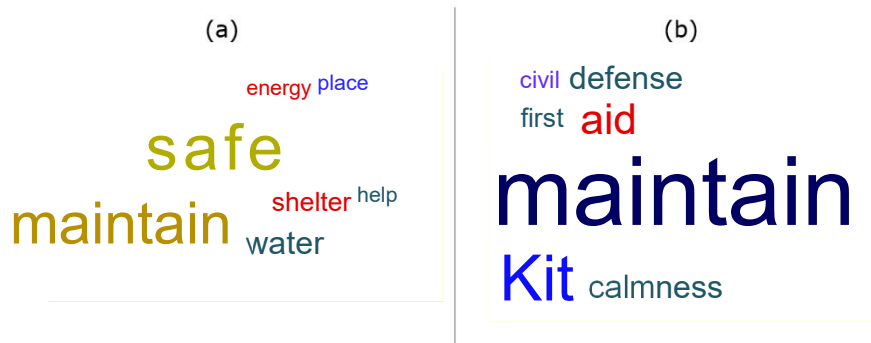 (a)
energy place
safe
maintain
shelter help
water
(b)
civil defense
first aid
maintain
Kit calmness